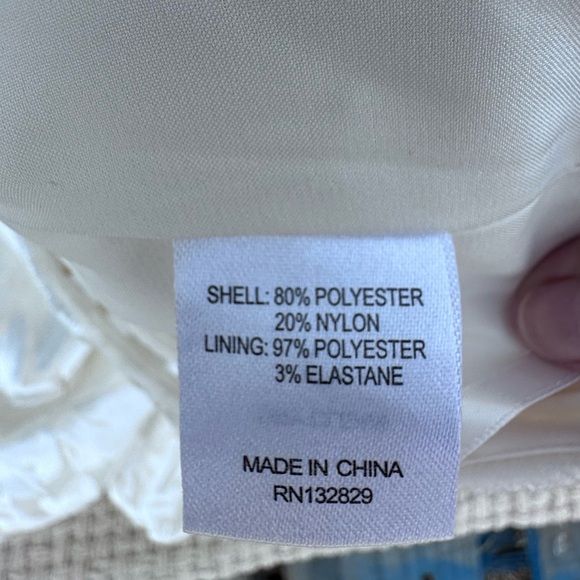 SHELL: 80% POLYESTER
20% NYLON
LINING: 97% POLYESTER
3% ELASTANE
MADE IN CHINA
RN132829